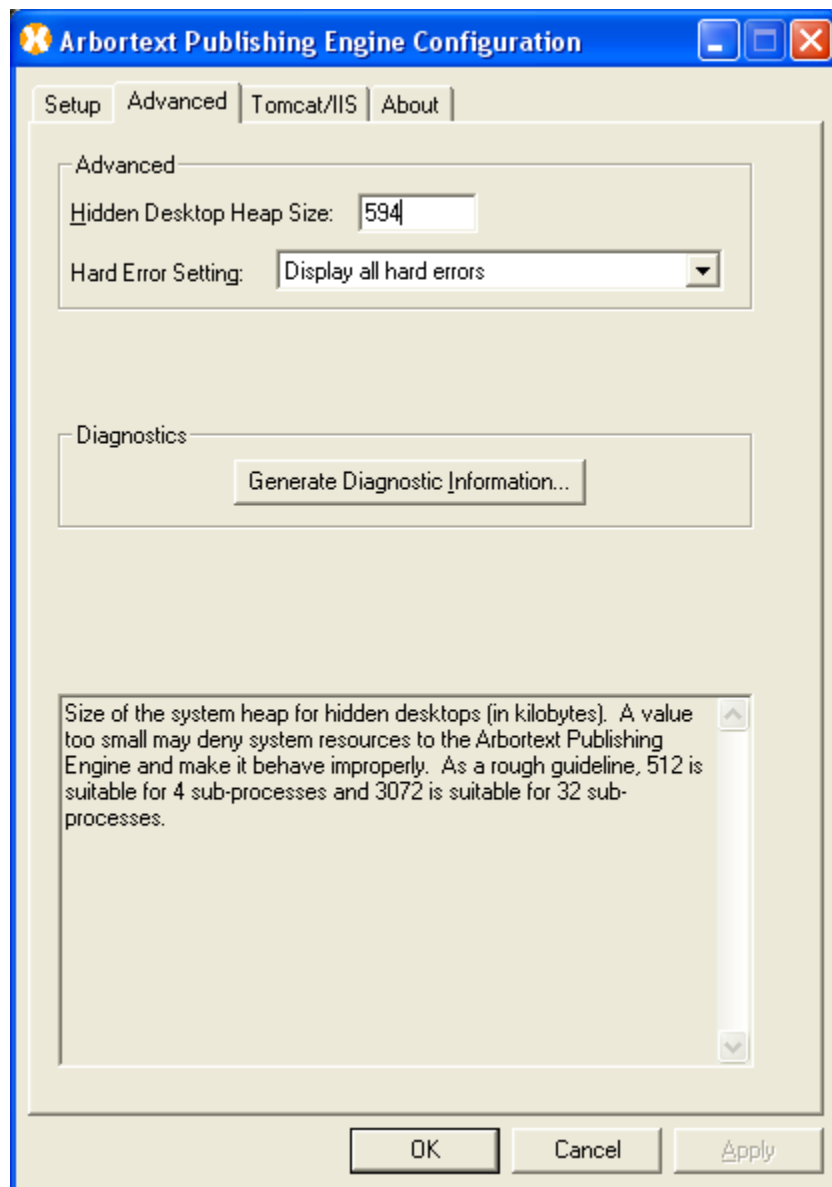 Arbortext Publishing Engine Configuration
Setup Advanced Tomcat/IIS About
Advanced
Hidden Desktop Heap Size: 594
Hard Error Setting: Display all hard errors
Diagnostics
Generate Diagnostic Information...
Size of the system heap for hidden desktops (in kilobytes).  A value
too small may deny system resources to the Arbortext Publishing
Engine and make it behave improperly.  As a rough guideline, 512 is
suitable for 4 sub-processes and 3072 is suitable for 32 sub-
processes.
OK Cancel Apply